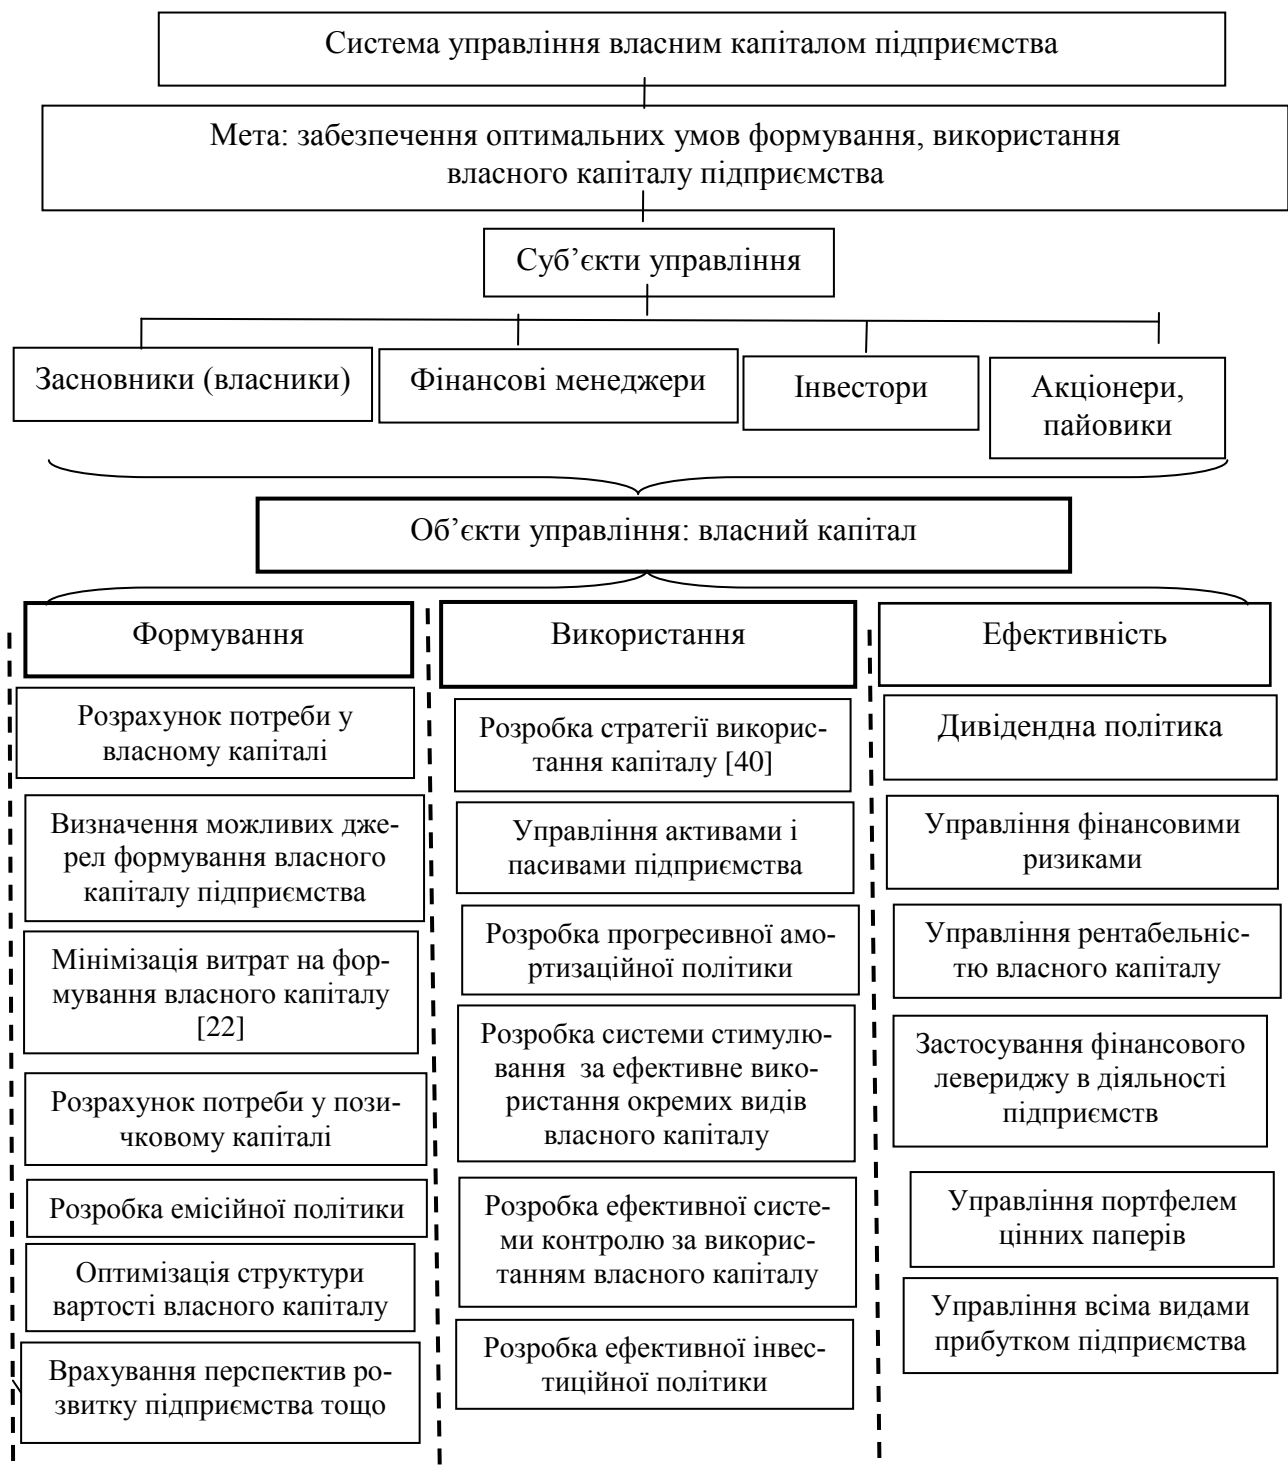 Система управління власним капіталом підприємства
Мета: забезпечення оптимальних умов формування, використання
власного капіталу підприємства
Суб’єкти управління
Засновники (власники)
Фінансові менеджери
Інвестори
Акціонери,
пайовики
Об’єкти управління: власний капітал
Формування
Розрахунок потреби у
власному капіталі
Визначення можливих дже-
рел формування власного
капіталу підприємства
Мінімізація витрат на фор-
мування власного капіталу
[22]
Розрахунок потреби у пози-
чковому капіталі
Розробка емісійної політики
Оптимізація структури
вартості власного капіталу
Врахування перспектив ро-
звитку підприємства тощо
Використання
Розробка стратегії викорис-
тання капіталу [40]
Управління активами і
пасивами підприємства
Розробка прогресивної амо-
ртизаційної політики
Розробка системи стимулю-
вання за ефективне вико-
ристання окремих видів
власного капіталу
Розробка ефективної систе-
ми контролю за викорис-
танням власного капіталу
Розробка ефективної інвес-
тиційної політики
Ефективність
Дивідендна політика
Управління фінансовими
ризиками
Управління рентабельніс-
тю власного капіталу
Застосування фінансового
левериджу в діяльності
підприємств
Управління портфелем
цінних паперів
Управління всіма видами
прибутком підприємства